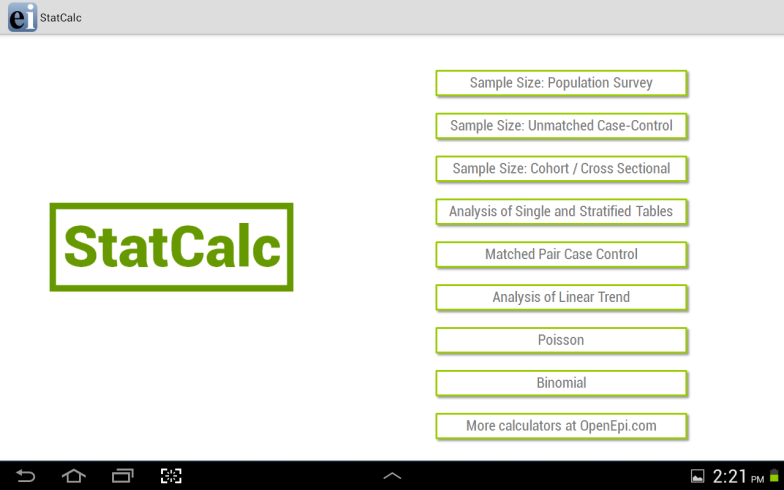 ei StatCalc
StatCalc
Sample Size: Population Survey
Sample Size: Unmatched Case-Control
Sample Size: Cohort / Cross Sectional
Analysis of Single and Stratified Tables
Matched Pair Case Control
Analysis of Linear Trend
Poisson
Binomial
More calculators at OpenEpi.com
2:21 PM